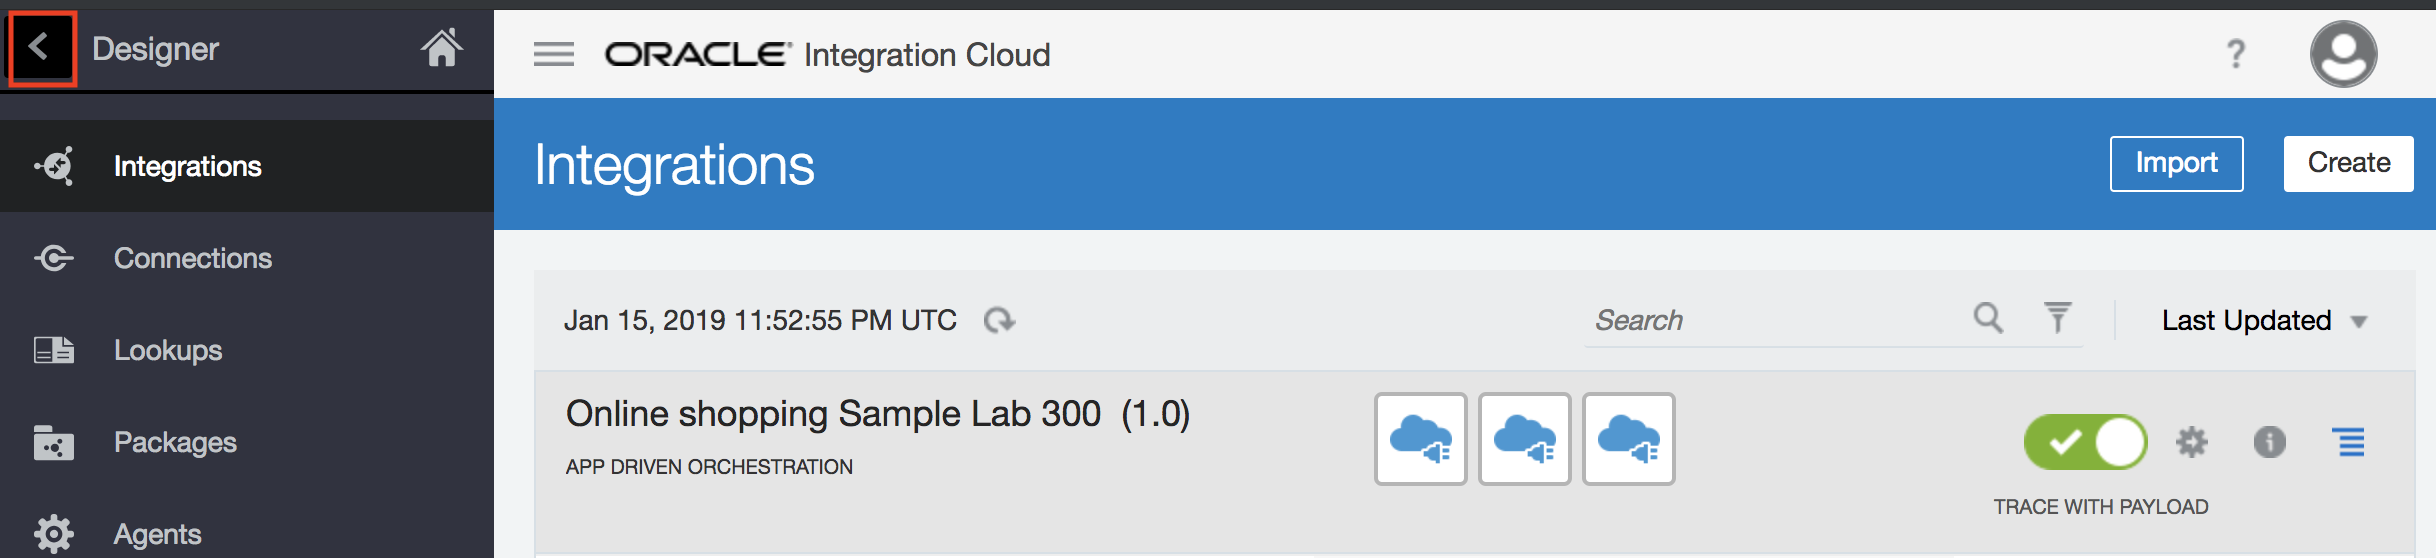 Designer
ORACLE Integration Cloud
?
Integrations
Connections
Lookups
Packages
Agents
Integrations
Import
Create
Jan 15, 2019 11:52:55 PM UTC
Search
Last Updated
Online shopping Sample Lab 300 (1.0)
APP DRIVEN ORCHESTRATION
TRACE WITH PAYLOAD